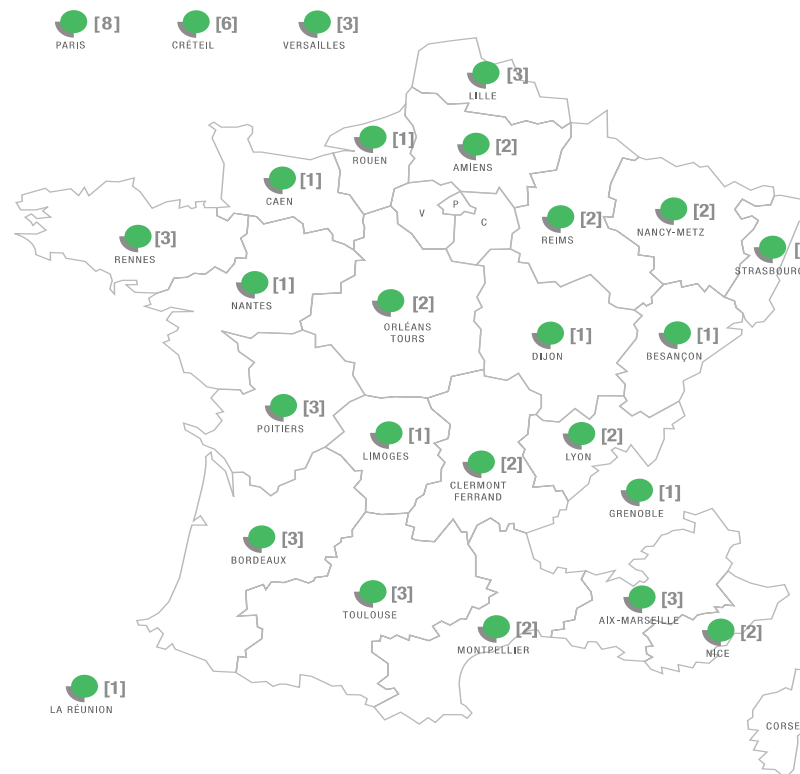 [8]
PARIS
[6]
CRÉTEIL
[3]
VERSAILLES
[3]
LILLE
[1]
ROUEN
[2]
AMIENS
[1]
CAEN
V
P
C
[2]
REIMS
[2]
NANCY-METZ
[3]
RENNES
[
STRASBOURG
[1]
NANTES
[2]
ORLÉANS
TOURS
[1]
DIJON
[1]
BESANÇON
[3]
POITIERS
[1]
LIMOGES
[2]
LYON
[2]
CLERMONT
FERRAND
[1]
GRENOBLE
[3]
BORDEAUX
[3]
TOULOUSE
[3]
AIX-MARSEILLE
[2]
MONTPELLIER
[2]
NICE
[1]
LA RÉUNION
CORSE